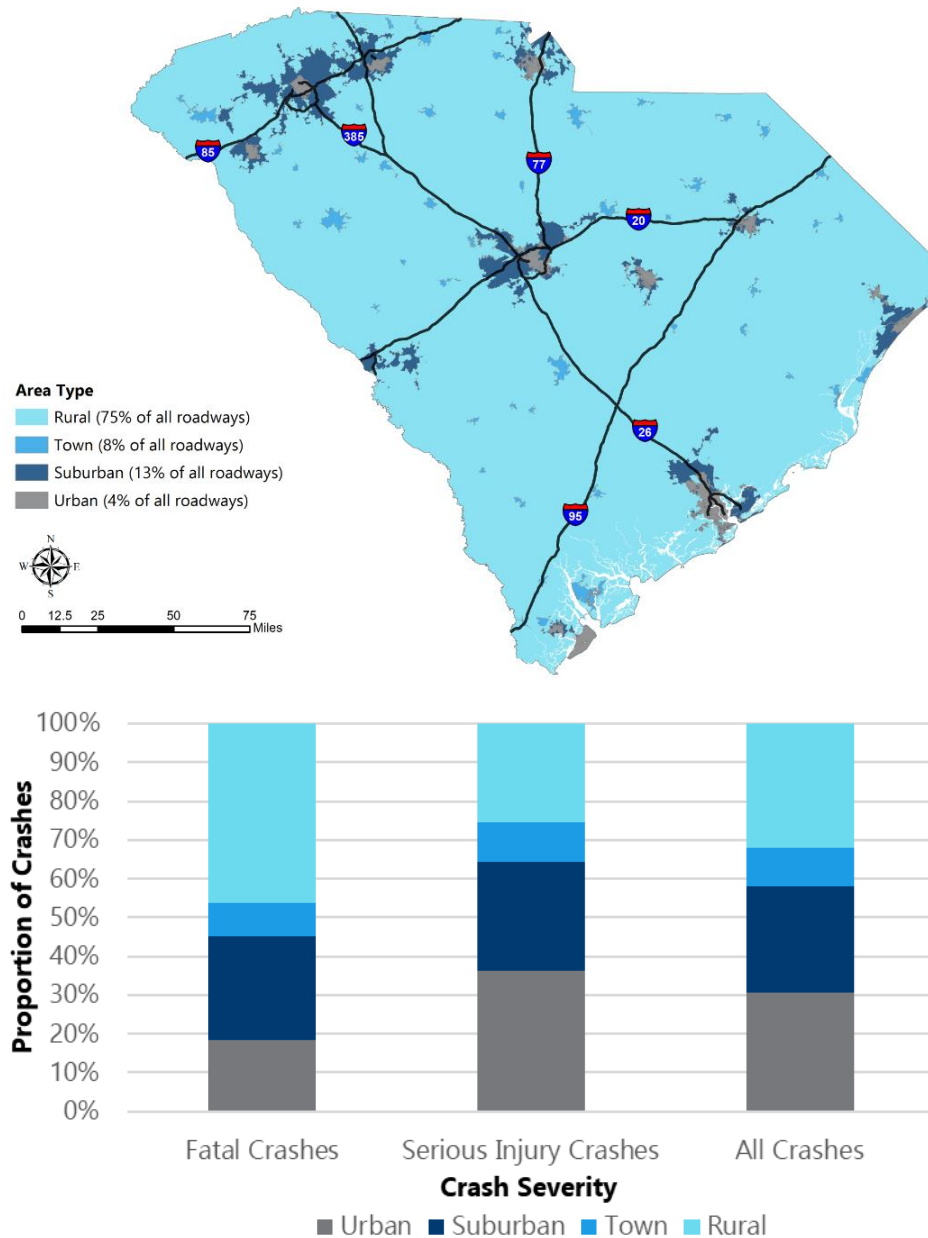 85
385
77
20
26
95
Area Type
Rural (75% of all roadways)
Town (8% of all roadways)
Suburban (13% of all roadways)
Urban (4% of all roadways)
N
W E
S
0 12.5 25 50 75
Miles
100%
90%
80%
70%
60%
50%
40%
30%
20%
10%
0%
Proportion of Crashes
Fatal Crashes Serious Injury Crashes All Crashes
Crash Severity
Urban Suburban Town Rural